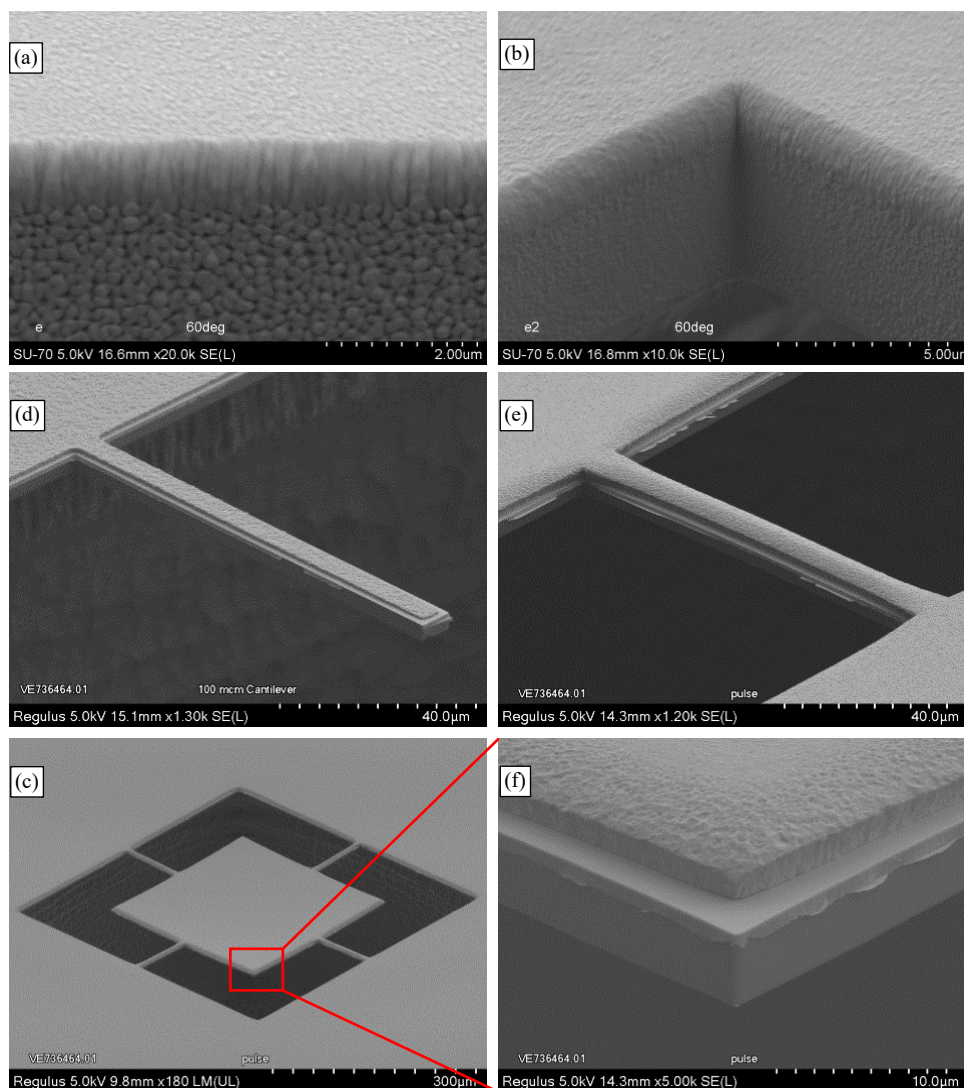 (a)
e 60deg
SU-70 5.0kV 16.6mm x20.0k SE(L) 2.00um
(b)
e2 60deg
SU-70 5.0kV 16.8mm x10.0k SE(L) 5.00um
(d)
VE736464.01 100 mcm Cantilever
Regulus 5.0kV 15.1mm x1.30k SE(L) 40.0µm
(e)
VE736464.01 pulse
Regulus 5.0kV 14.3mm x1.20k SE(L) 40.0µm
(c)
VE736464.01 pulse
Regulus 5.0kV 9.8mm x180 LM(UL) 300µm
(f)
VE736464.01 pulse
Regulus 5.0kV 14.3mm x5.00k SE(L) 10.0µm